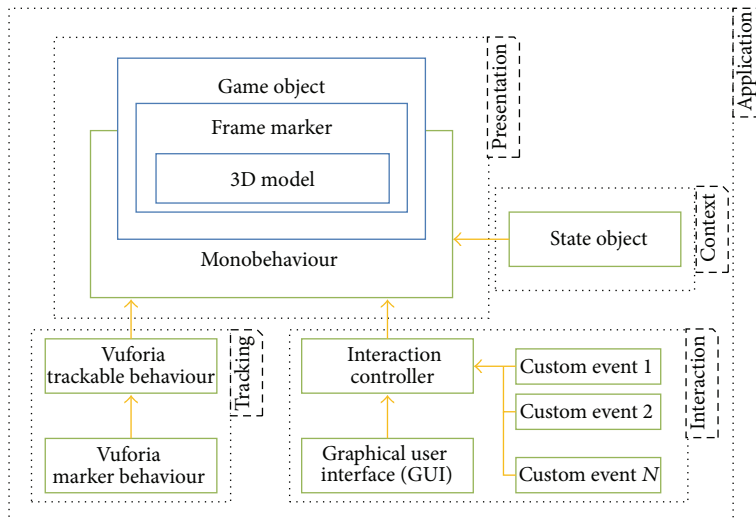 Application
Presentation
Game object
Frame marker
3D model
Monobehaviour
Context
State object
Tracking
Vuforia
trackable behaviour
Vuforia
marker behaviour
Interaction
Interaction
controller
Graphical user
interface (GUI)
Custom event 1
Custom event 2
Custom event N